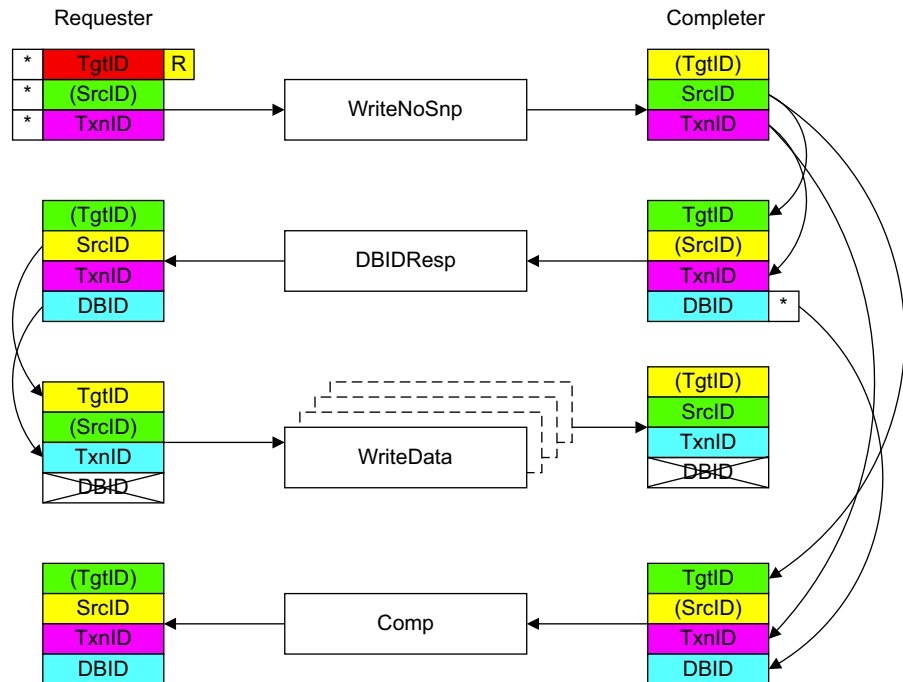 Requester
Completer
* TgtID R
* (SrcID)
* TxnID
WriteNoSnp
(TgtID)
SrcID
TxnID
(TgtID)
SrcID
TxnID
DBID
DBIDResp
TgtID
(SrcID)
TxnID
DBID *
TgtID
(SrcID)
TxnID
DBID
WriteData
(TgtID)
SrcID
TxnID
DBID
(TgtID)
SrcID
TxnID
DBID
Comp
TgtID
(SrcID)
TxnID
DBID